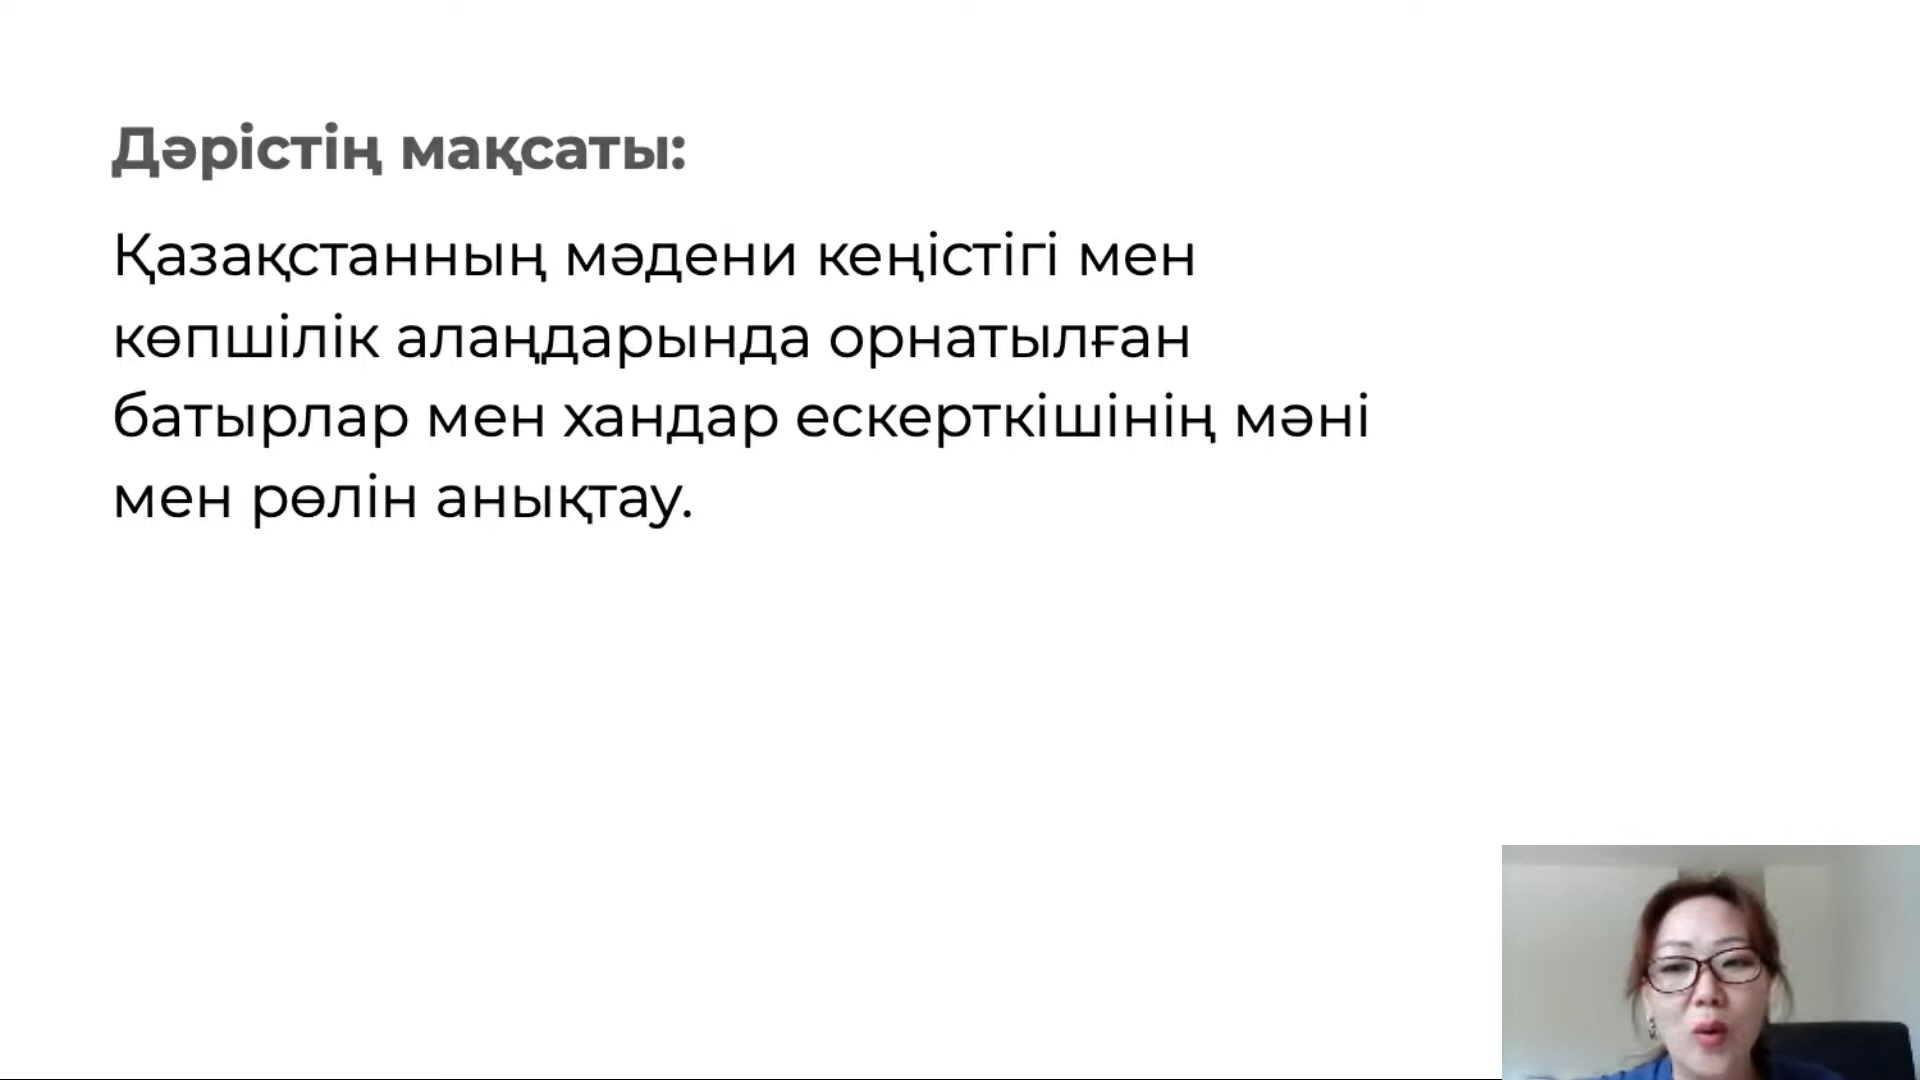 Дәрістің мақсаты:
Қазақстанның мәдени кеңістігі мен
көпшілік алаңдарында орнатылған
батырлар мен хандар ескерткішінің мәні
мен рөлін анықтау.